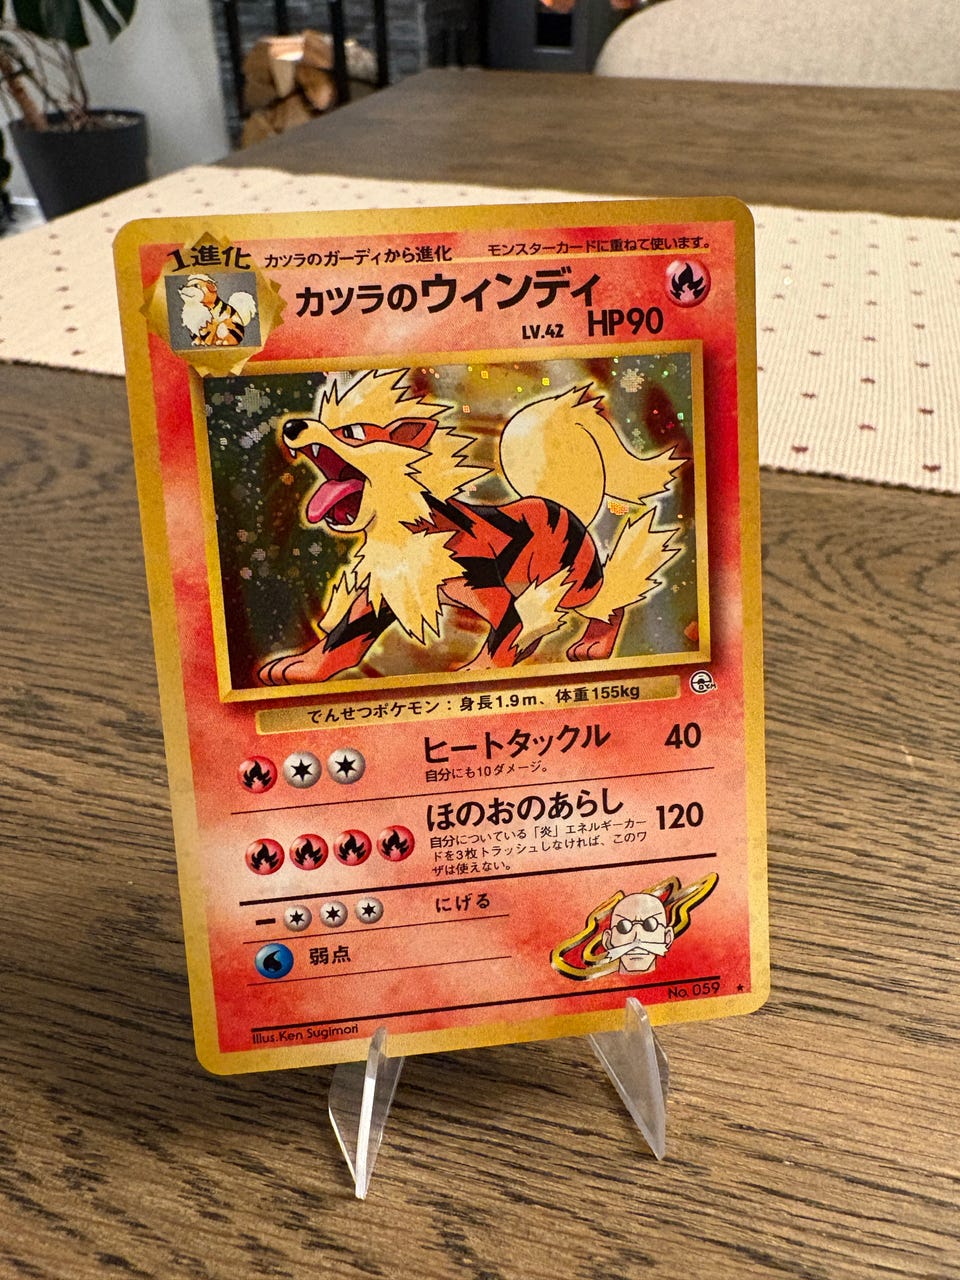 1進化 カツラのガーディから進化 モンスターカードに重ねて使います。
カツラのウィンディ
LV.42 HP90
GYM
でんせつポケモン：身長1.9m、体重155kg
ヒートタックル 40
自分にも10ダメージ。
ほのおのあらし 120
自分についている「炎」エネルギーカー
ドを3枚トラッシュしなければ、このワ
ザは使えない。
にげる
弱点
No. 059 ★
Illus.Ken Sugimori